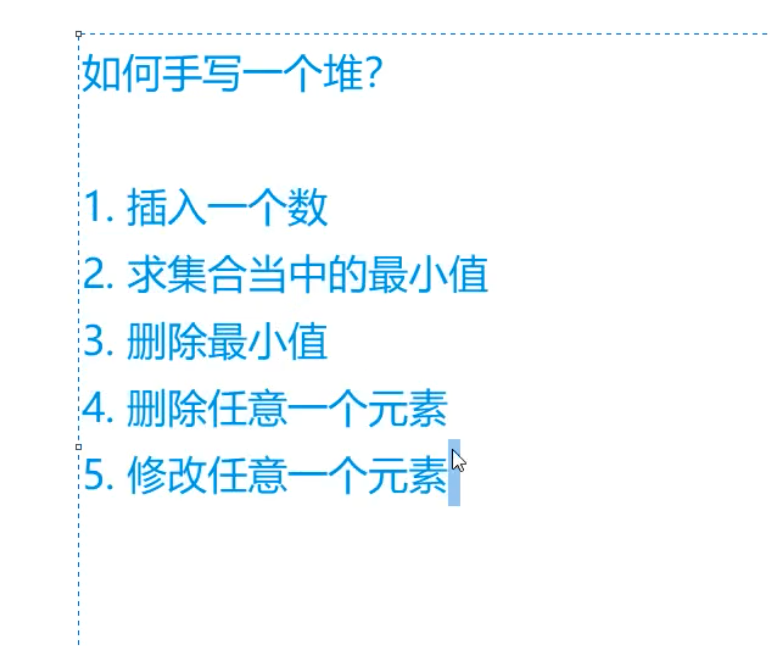 如何手写一个堆？
1. 插入一个数
2. 求集合当中的最小值
3. 删除最小值
4. 删除任意一个元素
5. 修改任意一个元素